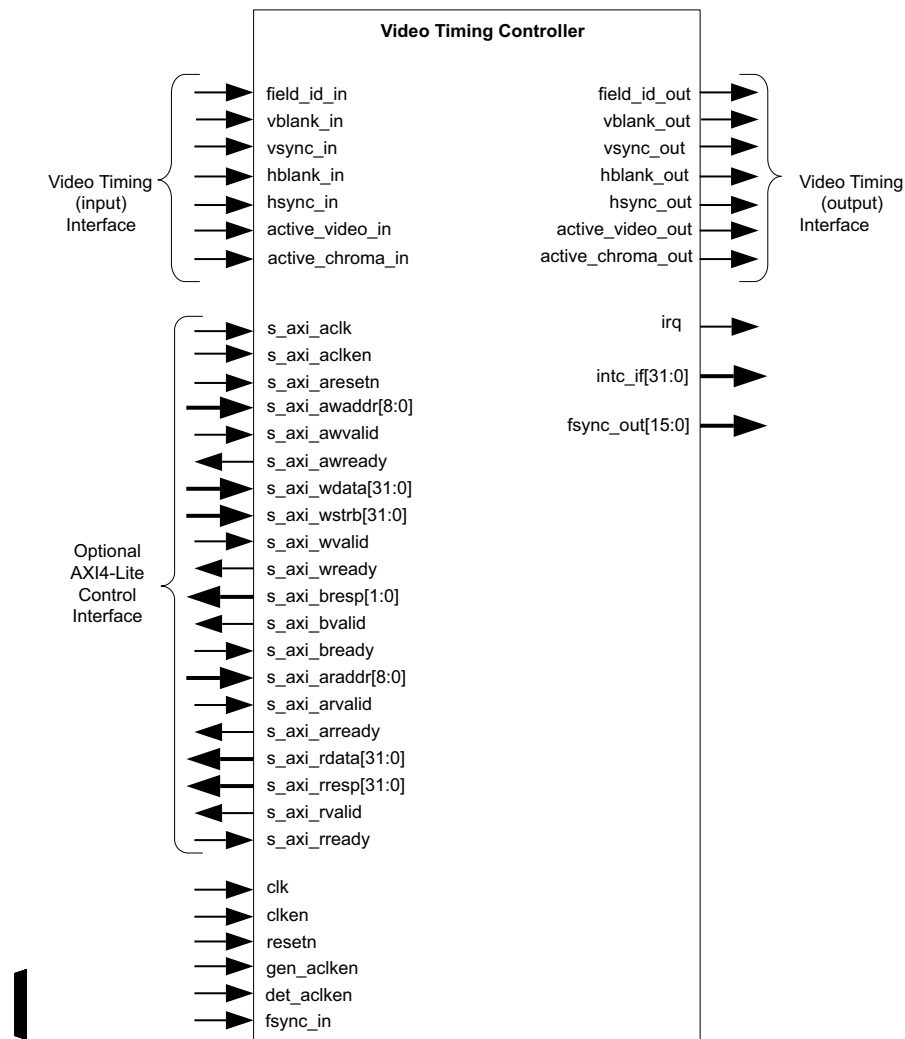 Video Timing Controller
Video Timing
(input)
Interface
field_id_in
vblank_in
vsync_in
hblank_in
hsync_in
active_video_in
active_chroma_in
field_id_out
vblank_out
vsync_out
hblank_out
hsync_out
active_video_out
active_chroma_out
Video Timing
(output)
Interface
Optional
AXI4-Lite
Control
Interface
s_axi_aclk
s_axi_aclken
s_axi_aresetn
s_axi_awaddr[8:0]
s_axi_awvalid
s_axi_awready
s_axi_wdata[31:0]
s_axi_wstrb[31:0]
s_axi_wvalid
s_axi_wready
s_axi_bresp[1:0]
s_axi_bvalid
s_axi_bready
s_axi_araddr[8:0]
s_axi_arvalid
s_axi_arready
s_axi_rdata[31:0]
s_axi_rresp[31:0]
s_axi_rvalid
s_axi_rready
irq
intc_if[31:0]
fsync_out[15:0]
clk
clken
resetn
gen_aclken
det_aclken
fsync_in